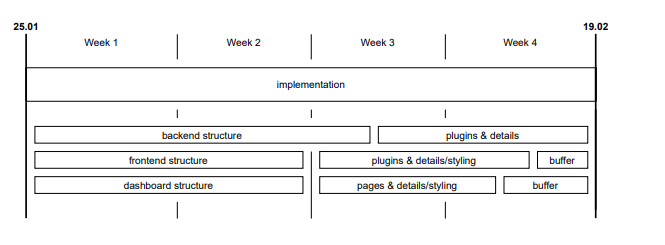 25.01 19.02
Week 1 Week 2 Week 3 Week 4
implementation
backend structure plugins & details
frontend structure plugins & details/styling buffer
dashboard structure pages & details/styling buffer